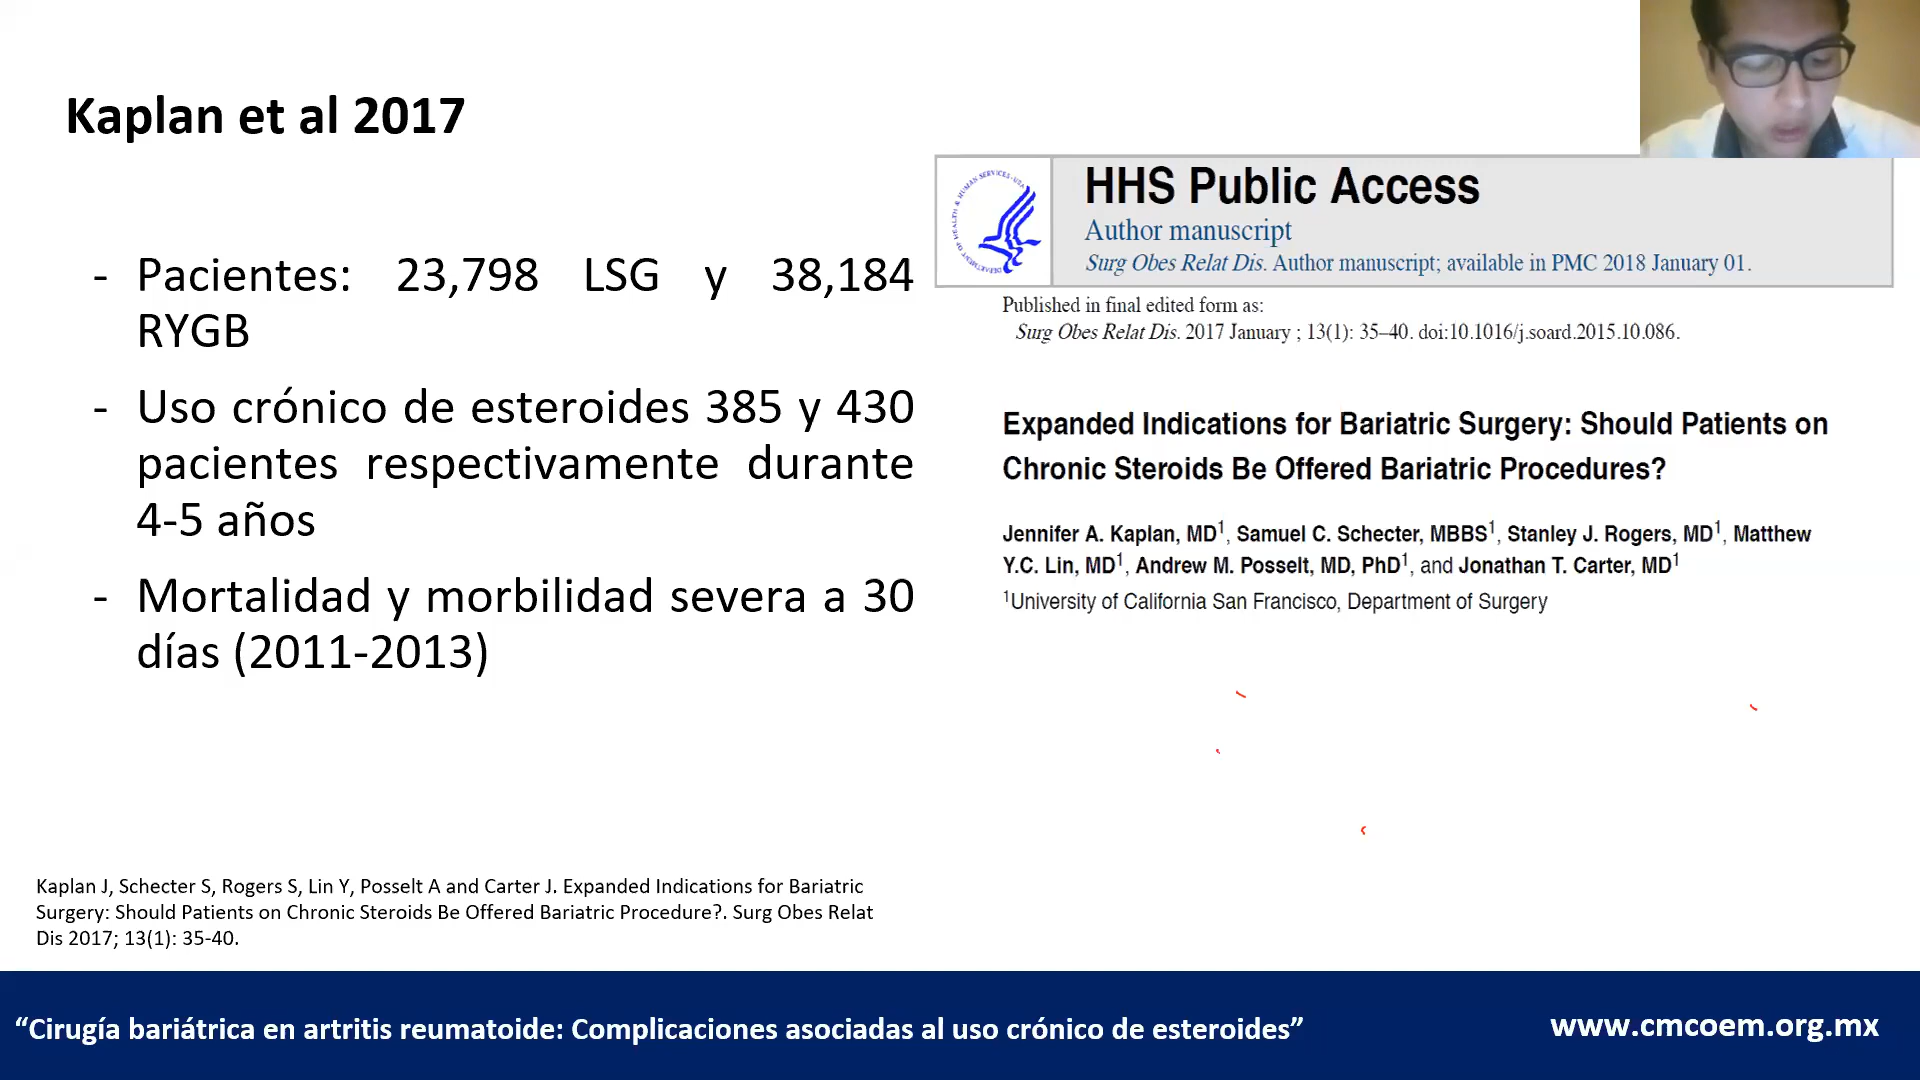 Kaplan et al 2017
- Pacientes: 23,798 LSG y 38,184
RYGB
- Uso crónico de esteroides 385 y 430
pacientes respectivamente durante
4-5 años
- Mortalidad y morbilidad severa a 30
días (2011-2013)
DEPARTMENT OF HEALTH & HUMAN SERVICES · USA
HHS Public Access
Author manuscript
Surg Obes Relat Dis. Author manuscript; available in PMC 2018 January 01.
Published in final edited form as:
Surg Obes Relat Dis. 2017 January ; 13(1): 35–40. doi:10.1016/j.soard.2015.10.086.
Expanded Indications for Bariatric Surgery: Should Patients on
Chronic Steroids Be Offered Bariatric Procedures?
Jennifer A. Kaplan, MD1, Samuel C. Schecter, MBBS1, Stanley J. Rogers, MD1, Matthew
Y.C. Lin, MD1, Andrew M. Posselt, MD, PhD1, and Jonathan T. Carter, MD1
1University of California San Francisco, Department of Surgery
Kaplan J, Schecter S, Rogers S, Lin Y, Posselt A and Carter J. Expanded Indications for Bariatric
Surgery: Should Patients on Chronic Steroids Be Offered Bariatric Procedure?. Surg Obes Relat
Dis 2017; 13(1): 35-40.
“Cirugía bariátrica en artritis reumatoide: Complicaciones asociadas al uso crónico de esteroides”
www.cmcoem.org.mx